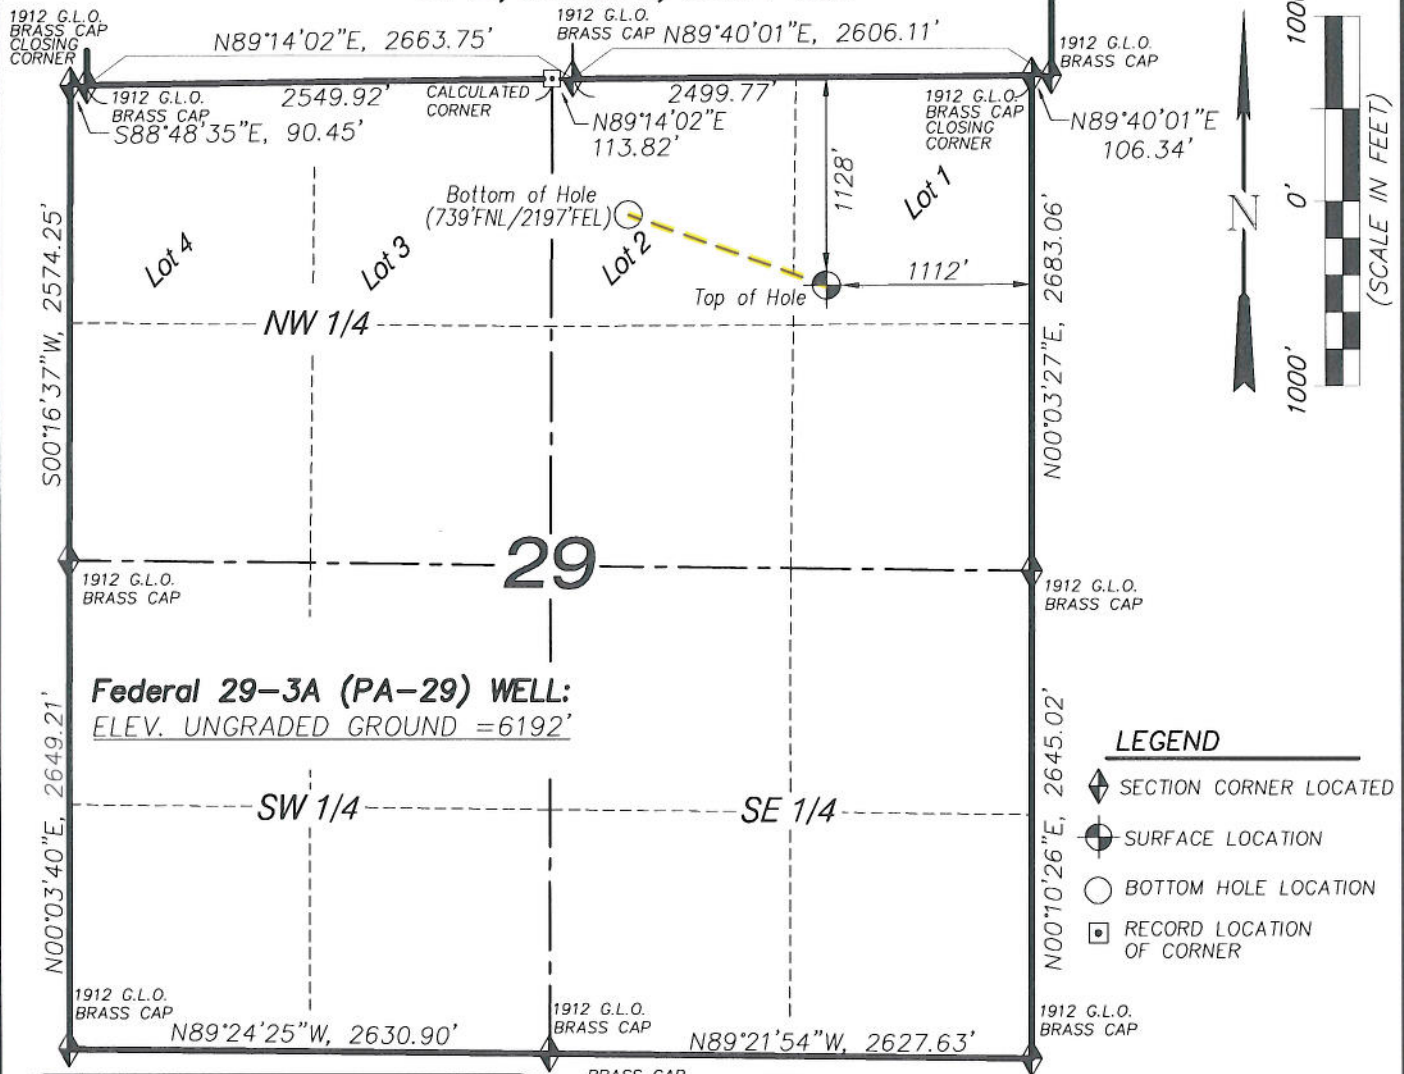 1912 G.L.O.
BRASS CAP
CLOSING
CORNER
N89°14'02"E, 2663.75'
1912 G.L.O.
BRASS CAP
N89°40'01"E, 2606.11'
1912 G.L.O.
BRASS CAP
1912 G.L.O.
BRASS CAP
S88°48'35"E, 90.45'
2549.92'
CALCULATED
CORNER
N89°14'02"E
113.82'
2499.77'
1912 G.L.O.
BRASS CAP
CLOSING
CORNER
N89°40'01"E
106.34'
1128'
Lot 1
Bottom of Hole
(739'FNL/2197'FEL)
Lot 4
Lot 3
Lot 2
Top of Hole
1112'
S00°16'37"W, 2574.25'
N00°03'27"E, 2683.06'
N
0'
1000'
(SCALE IN FEET)
NW 1/4
29
1912 G.L.O.
BRASS CAP
1912 G.L.O.
BRASS CAP
Federal 29-3A (PA-29) WELL:
ELEV. UNGRADED GROUND =6192'
N00°03'40"E, 2649.21'
N00°10'26"E, 2645.02'
SW 1/4
SE 1/4
LEGEND
SECTION CORNER LOCATED
SURFACE LOCATION
BOTTOM HOLE LOCATION
RECORD LOCATION
OF CORNER
1912 G.L.O.
BRASS CAP
N89°24'25"W, 2630.90'
1912 G.L.O.
BRASS CAP
N89°21'54"W, 2627.63'
1912 G.L.O.
BRASS CAP
BRASS CAP